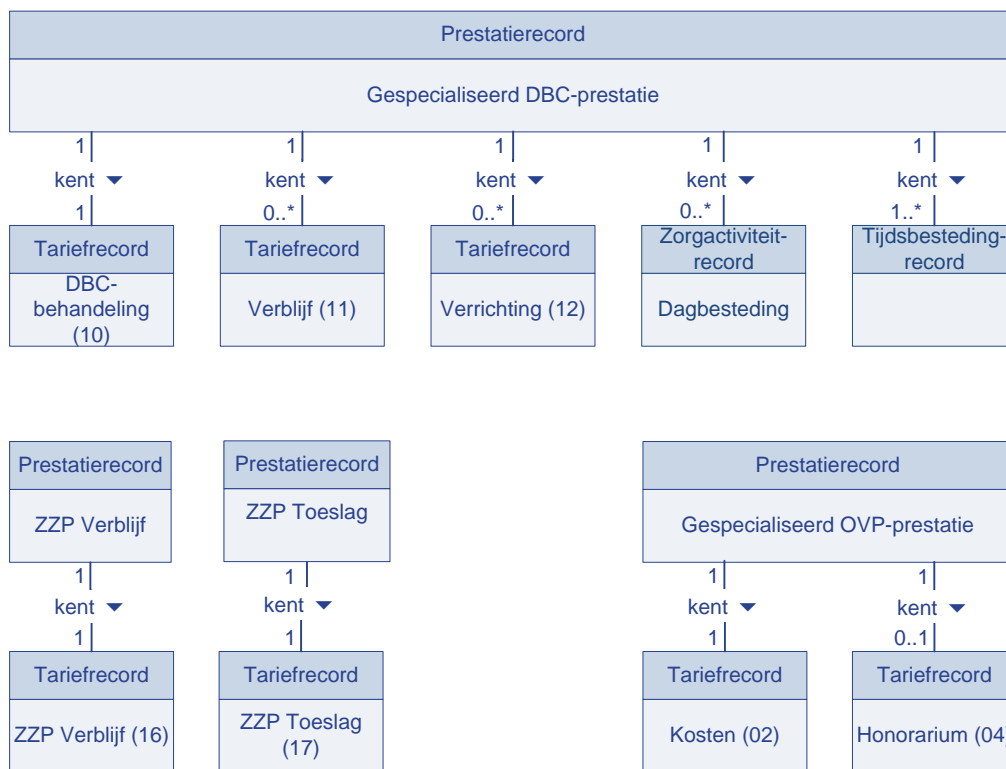 Prestatierecord
Gespecialiseerd DBC-prestatie
1 1 1 1 1
kent kent kent kent kent
1 0..* 0..* 0..* 1..*
Tariefrecord Tariefrecord Tariefrecord Zorgactiviteit-record Tijdsbesteding-record
DBC-
behandeling
(10)
Verblijf (11) Verrichting (12) Dagbesteding
Prestatierecord Prestatierecord Prestatierecord
ZZP Verblijf ZZP Toeslag Gespecialiseerd OVP-prestatie
1 1 1 1
kent kent kent kent
1 1 1 0..1
Tariefrecord Tariefrecord Tariefrecord Tariefrecord
ZZP Verblijf (16)
ZZP Toeslag
(17)
Kosten (02) Honorarium (04)